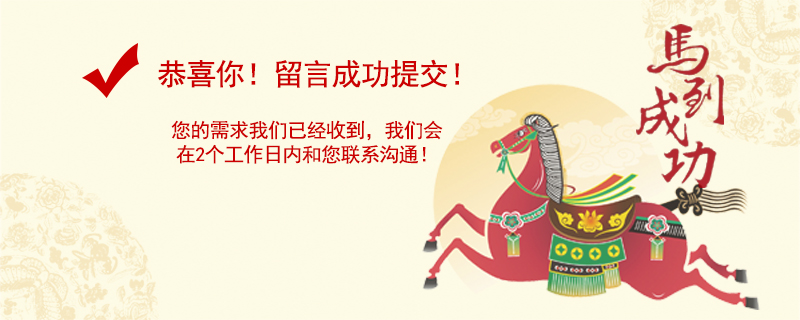 恭喜你！留言成功提交！
您的需求我们已经收到，我们会
在2个工作日内和您联系沟通！
馬到成功